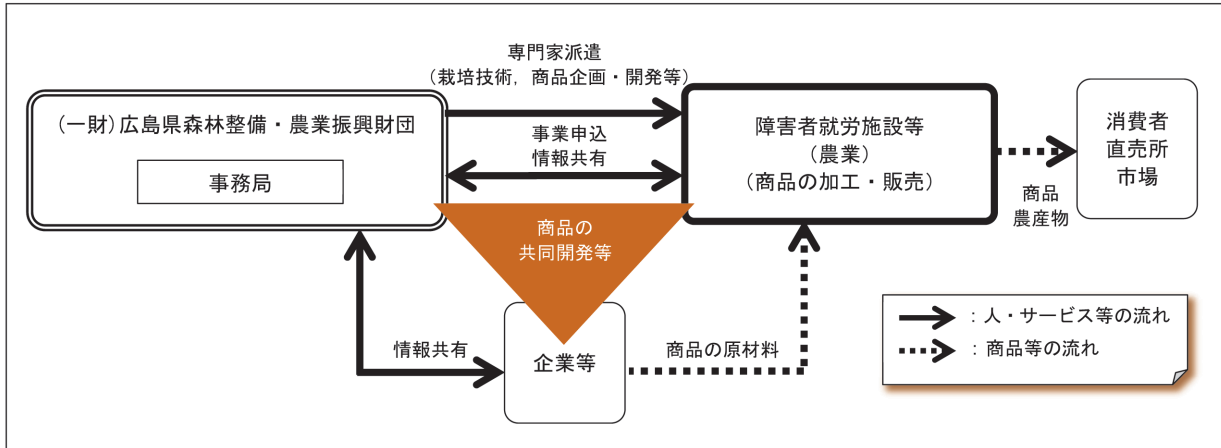 専門家派遣
(栽培技術，商品企画・開発等)
(一財)広島県森林整備・農業振興財団
事務局
事業申込
情報共有
障害者就労施設等
(農業)
(商品の加工・販売)
消費者
直売所
市場
商品
農産物
商品の
共同開発等
情報共有
企業等
商品の原材料
：人・サービス等の流れ
：商品等の流れ